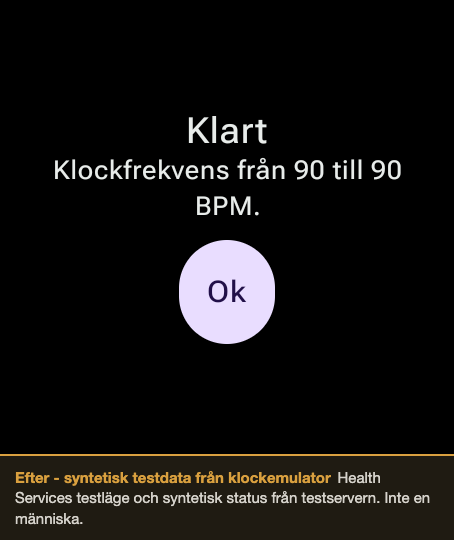 Klart
Klockfrekvens från 90 till 90
BPM.
Ok
Efter - syntetisk testdata från klockemulator Health
Services testläge och syntetisk status från testservern. Inte en
människa.